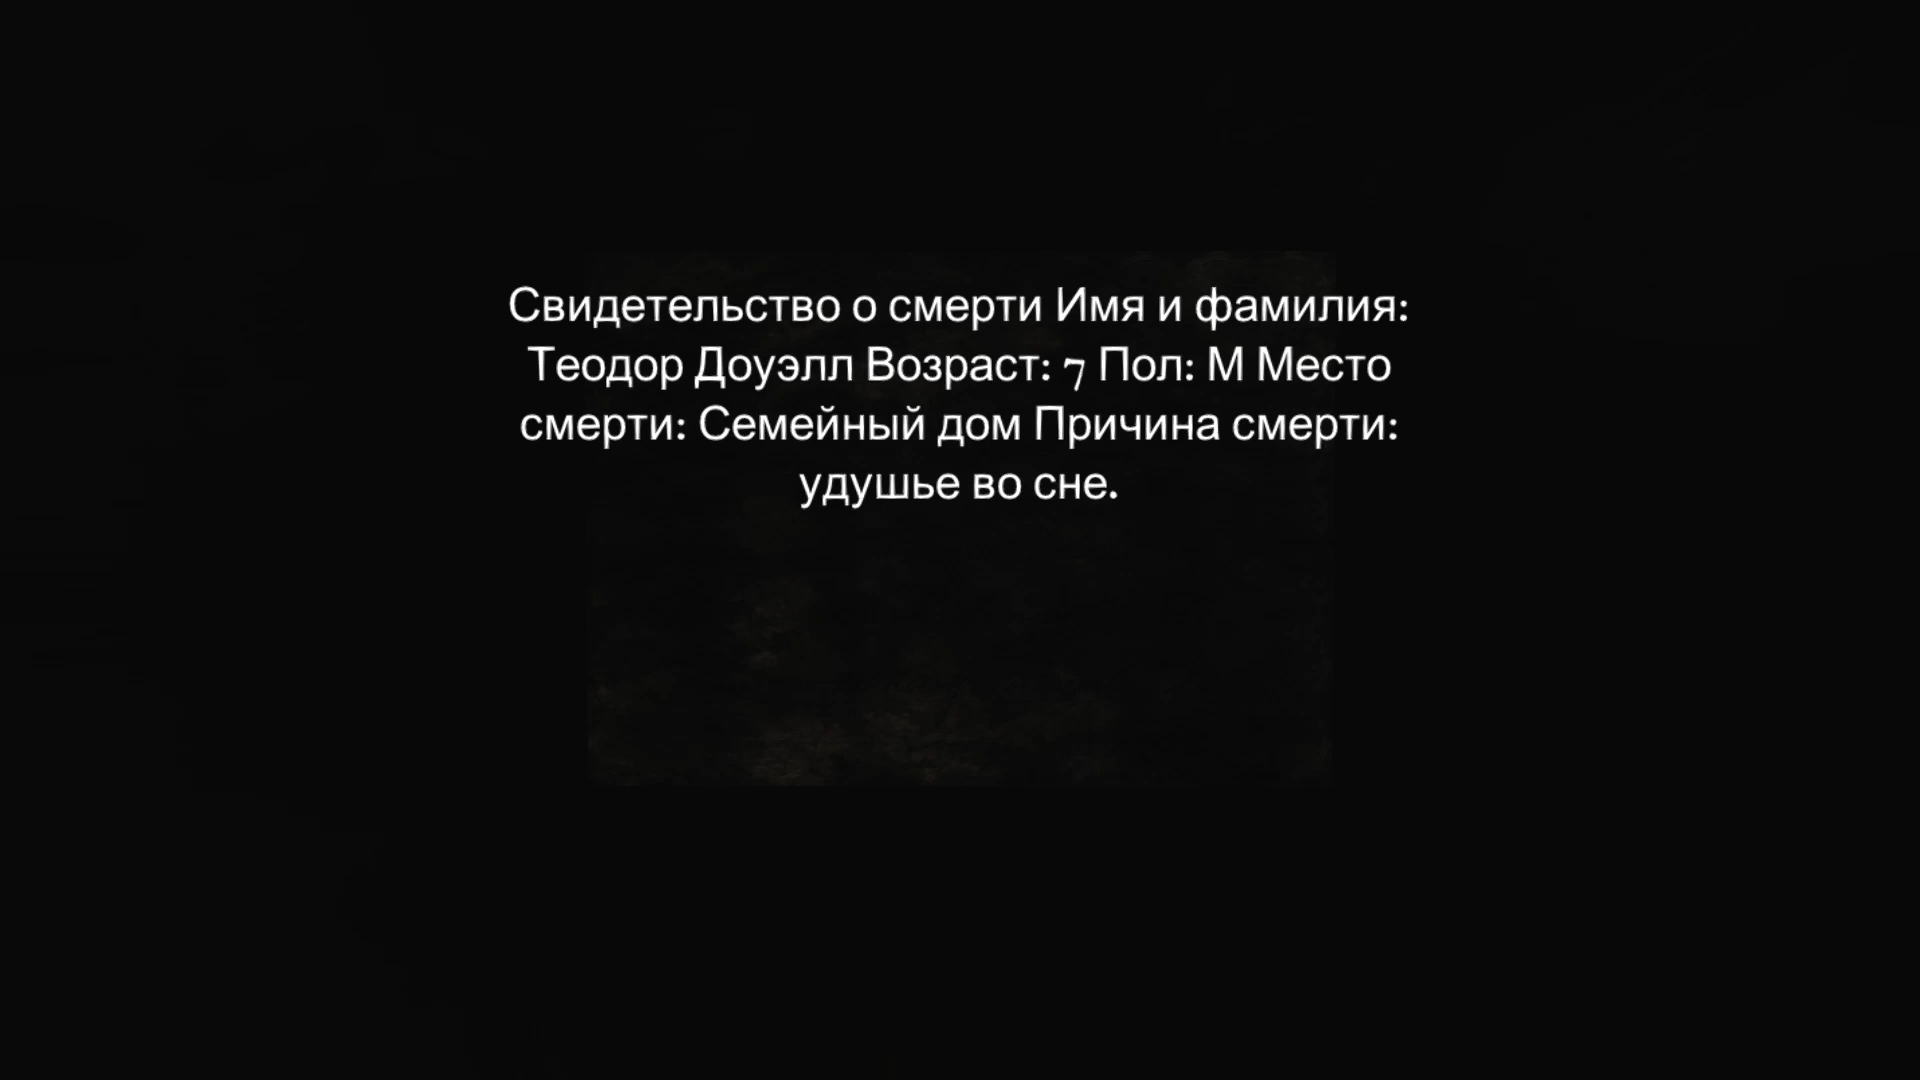 Свидетельство о смерти Имя и фамилия:
Теодор Доуэлл Возраст: 7 Пол: М Место
смерти: Семейный дом Причина смерти:
удушье во сне.